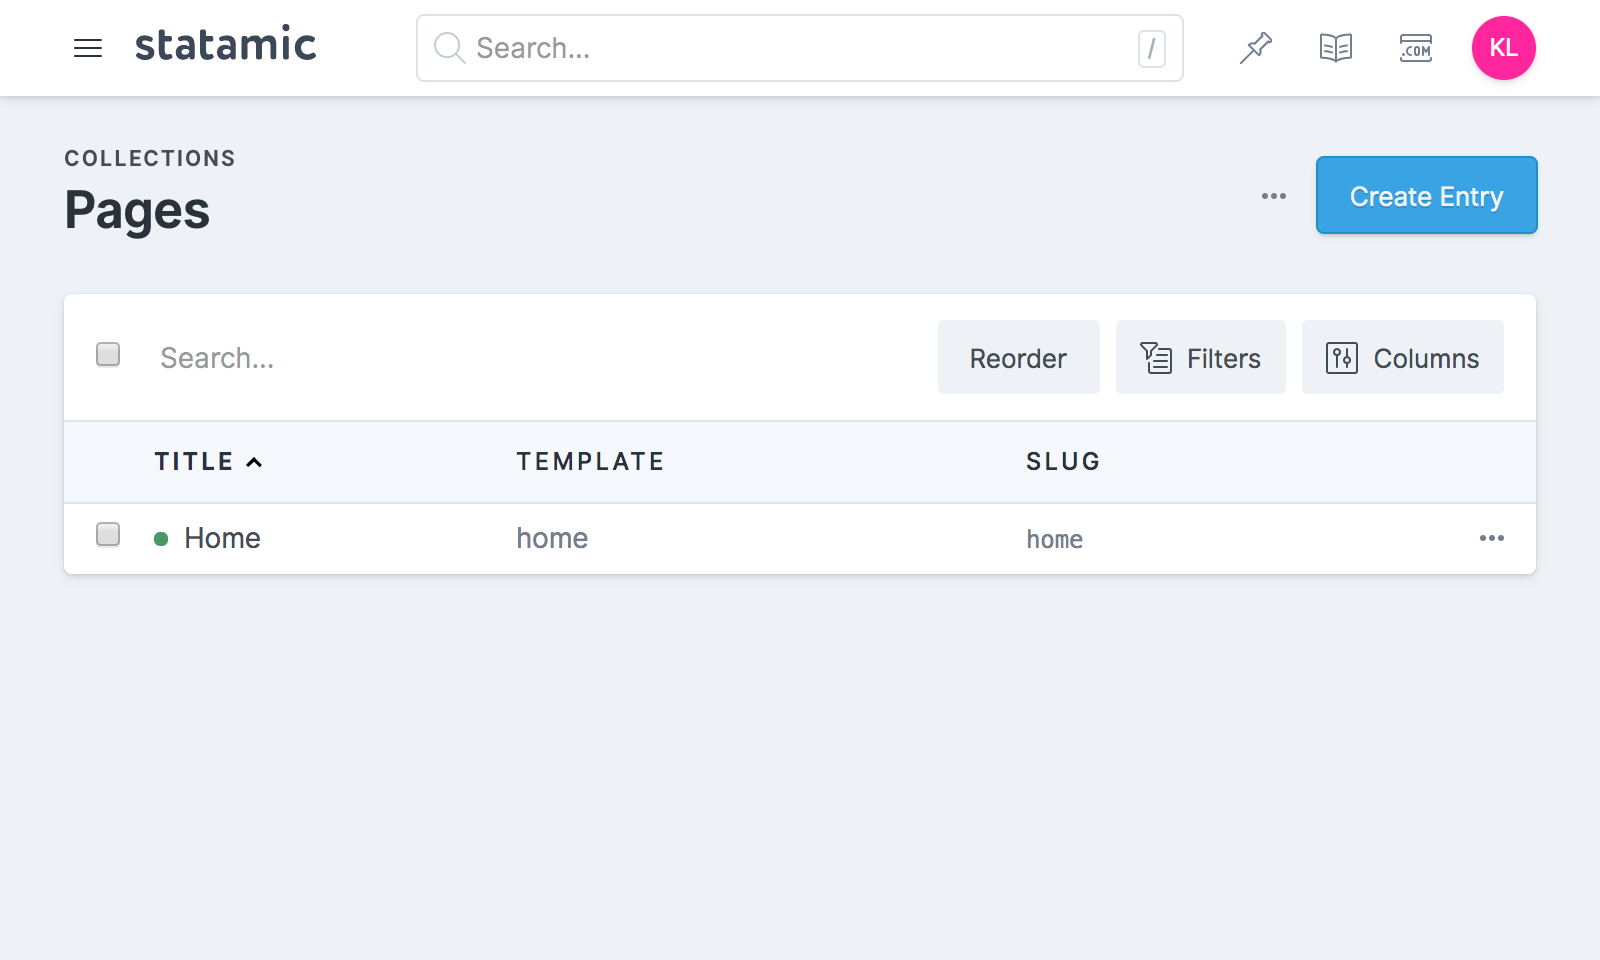 statamic
Search...
/
.COM
KL
COLLECTIONS
Pages
Create Entry
Search...
Reorder
Filters
Columns
TITLE
TEMPLATE
SLUG
Home
home
home